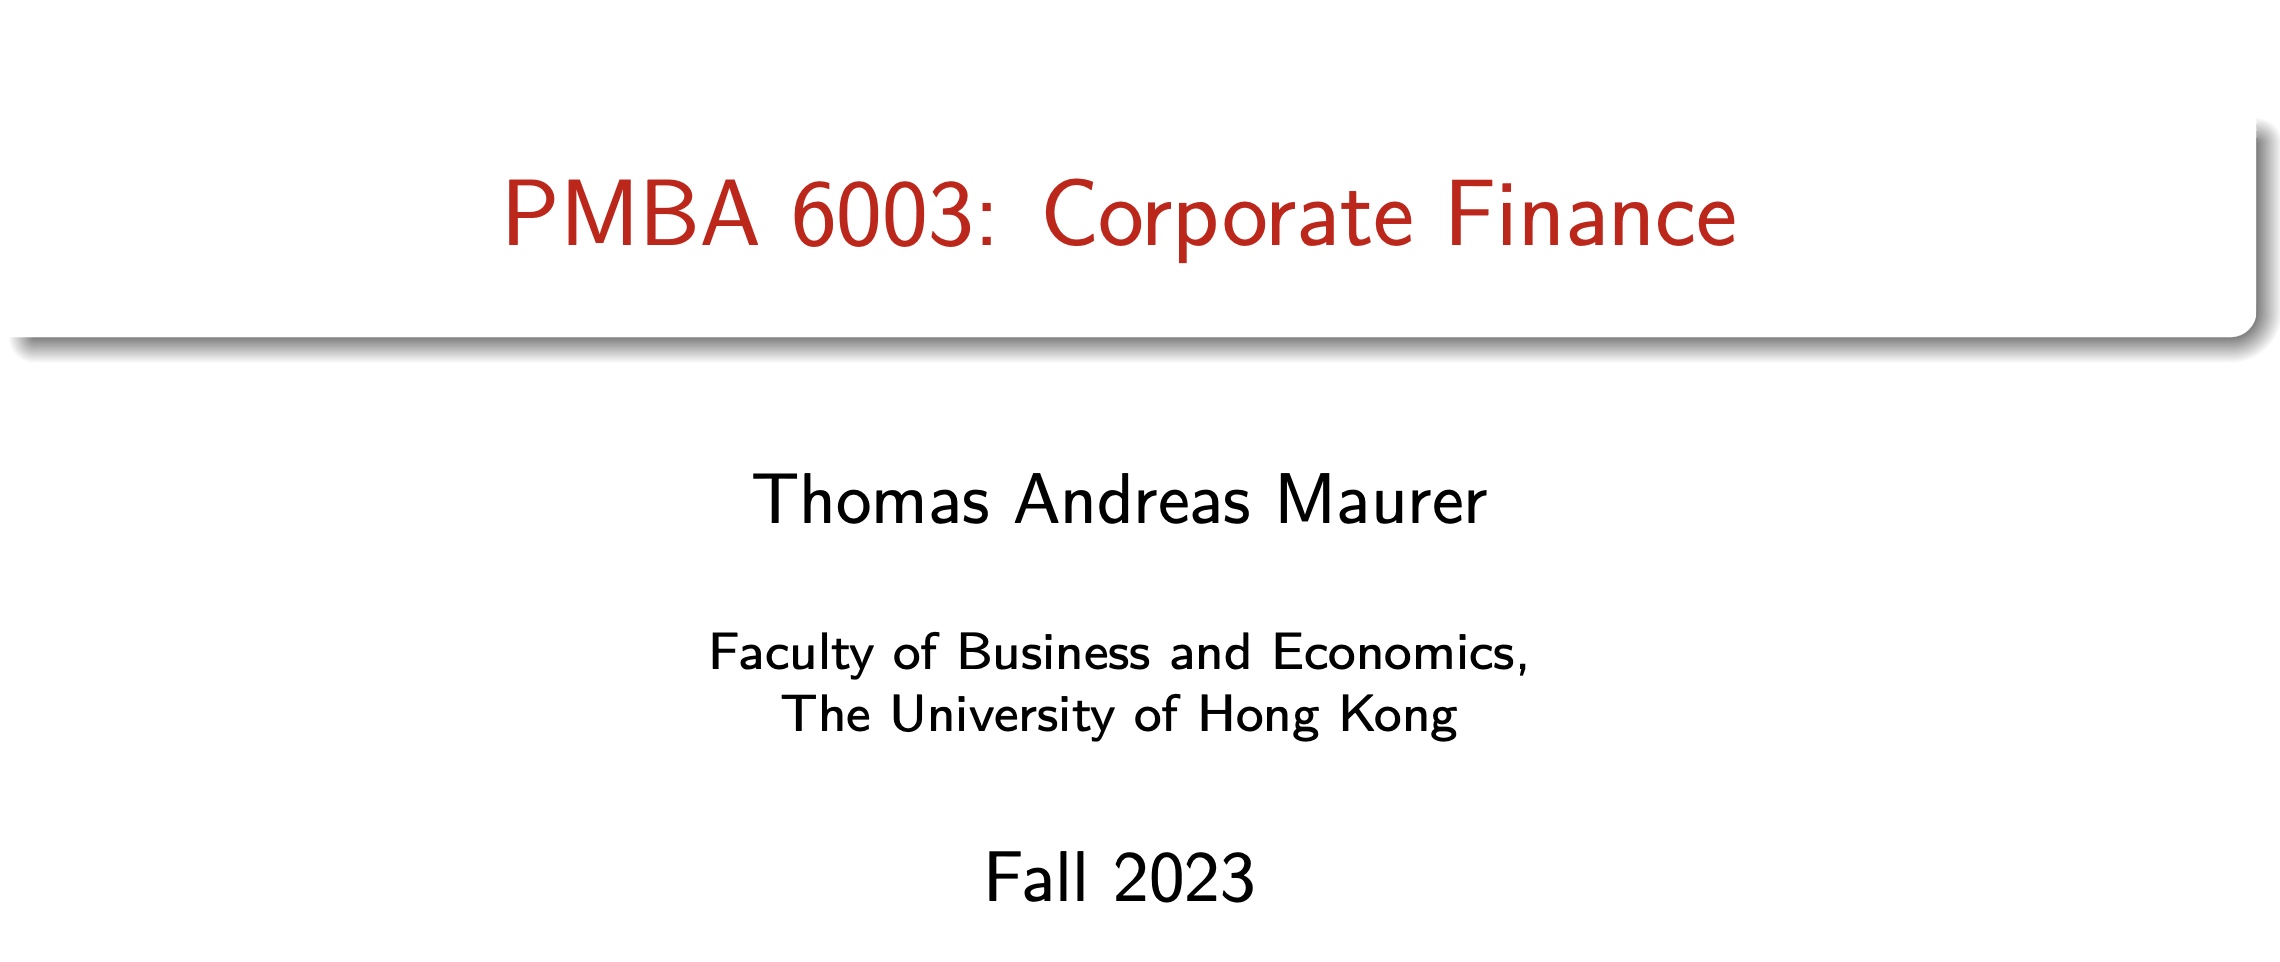 PMBA 6003: Corporate Finance
Thomas Andreas Maurer
Faculty of Business and Economics,
The University of Hong Kong
Fall 2023